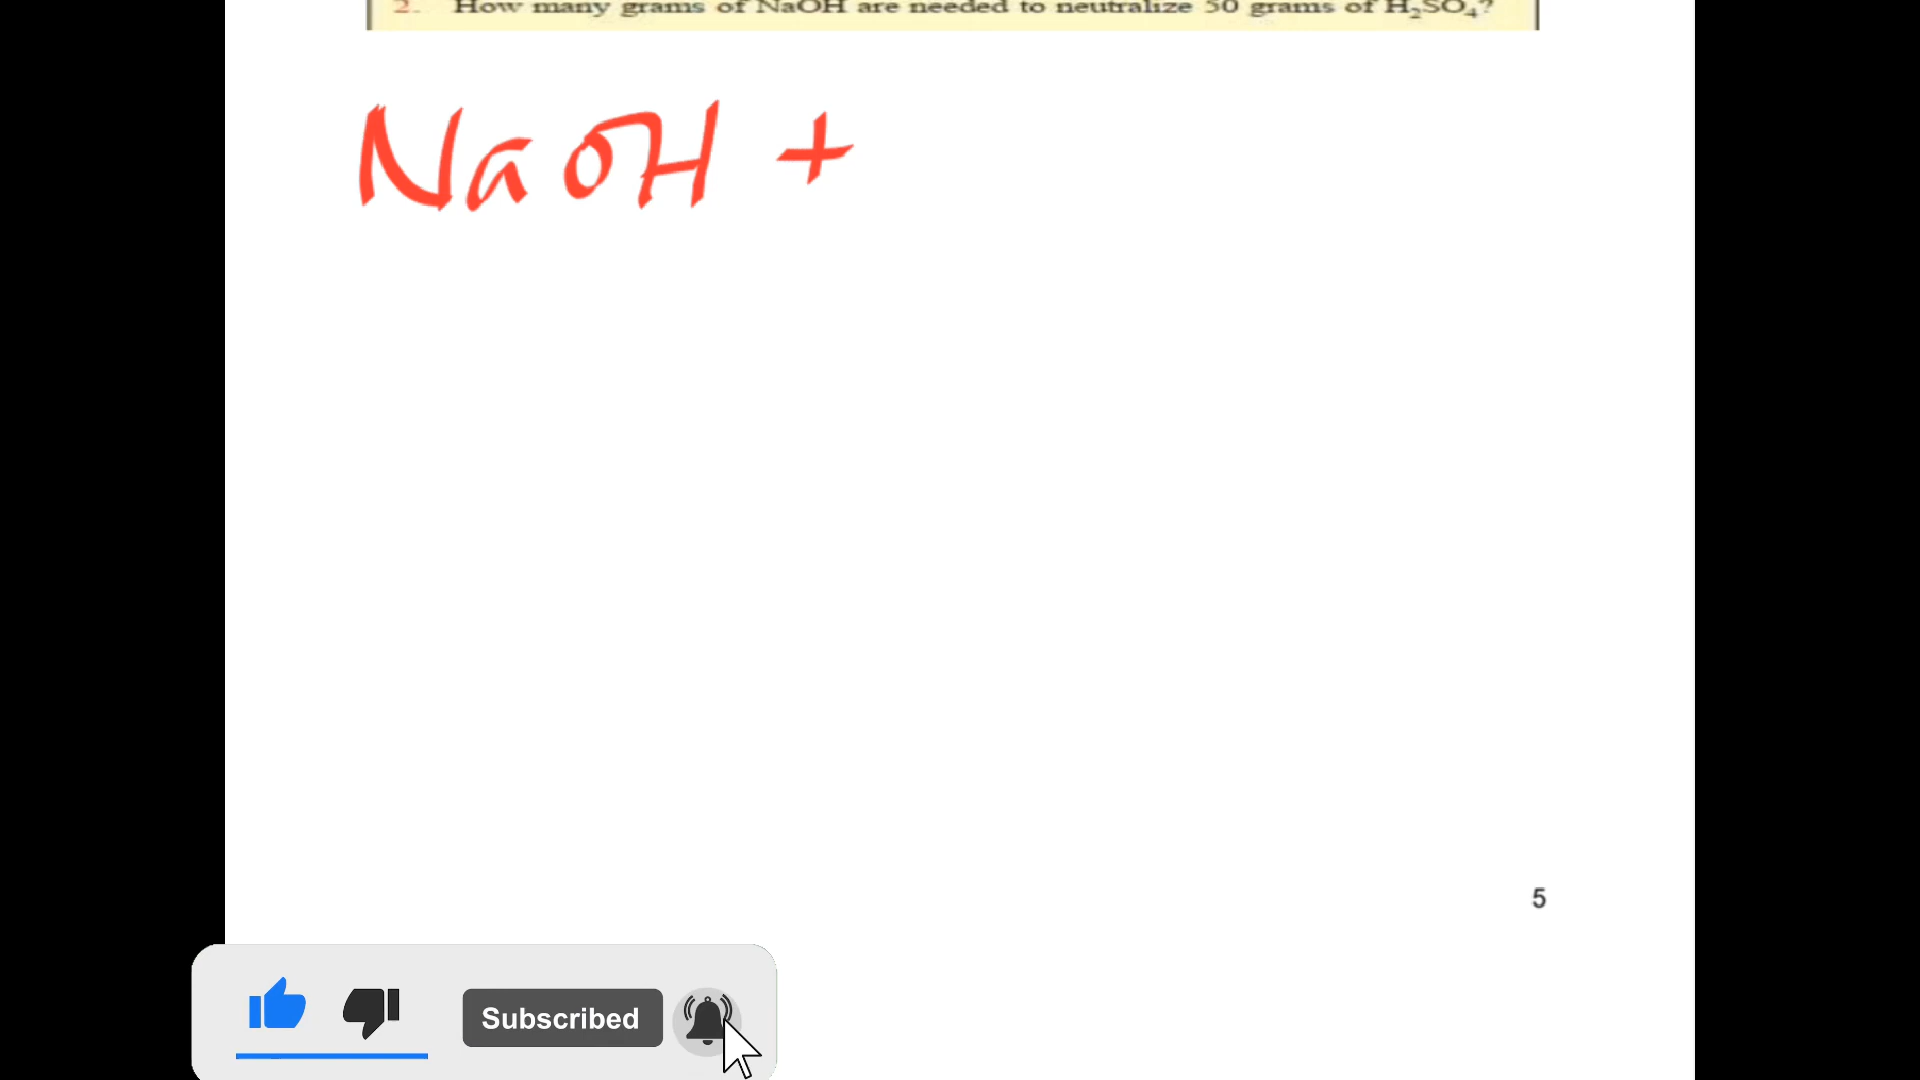 2. How many grams of NaOH are needed to neutralize 50 grams of H₂SO₄?
NaOH +
5
Subscribed